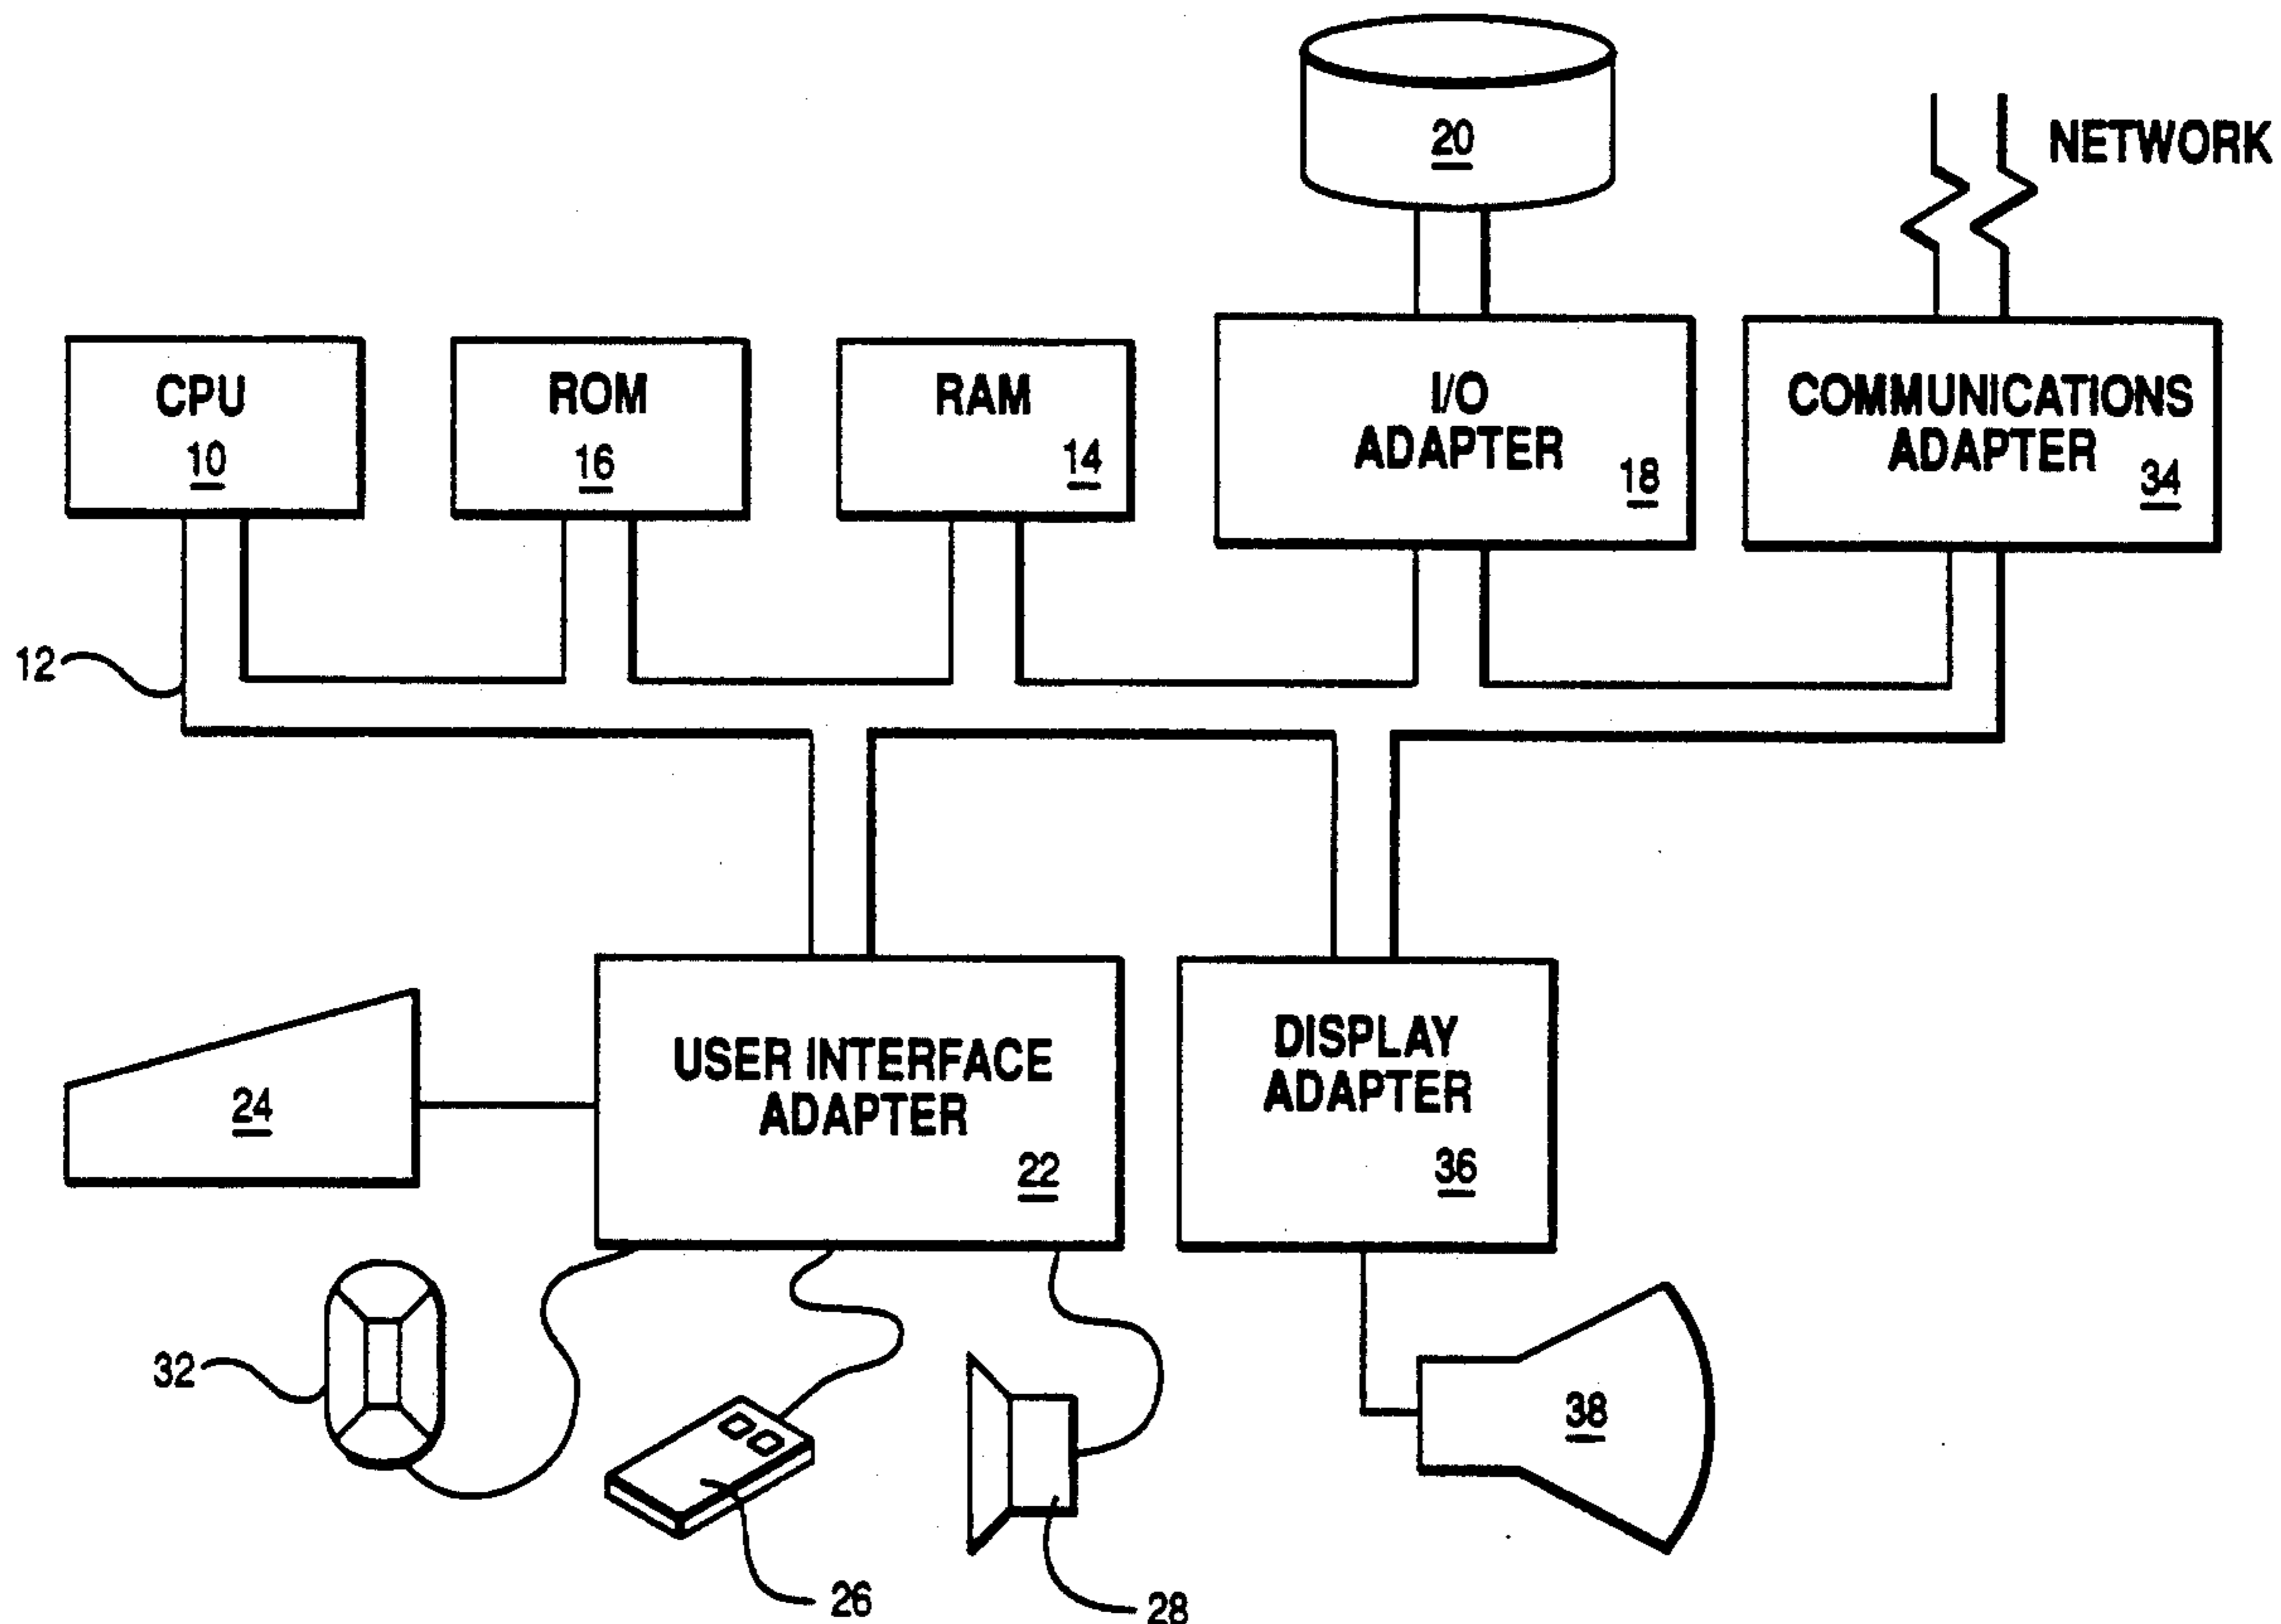 20
NETWORK
CPU
10
ROM
16
RAM
14
I/O
ADAPTER
18
COMMUNICATIONS
ADAPTER
34
12
24
USER INTERFACE
ADAPTER
22
DISPLAY
ADAPTER
36
32
26
28
38